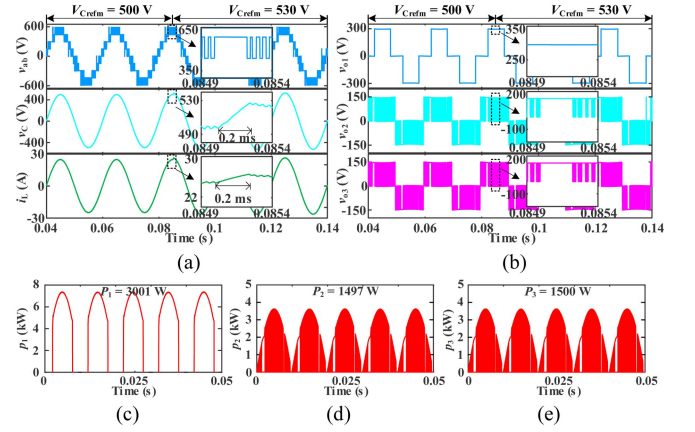 V_Crefm = 500 V V_Crefm = 530 V
v_ab (V)
600
0
-600
650
350
0.0849 0.0854
v_C (V)
500
0
-500
530
490
0.2 ms
0.0849 0.0854
i_L (A)
30
0
-30
30
22
0.2 ms
0.0849 0.0854
0.04 0.06 0.08 0.1 0.12 0.14
Time (s)
(a)
V_Crefm = 500 V V_Crefm = 530 V
v_o1 (V)
300
0
-300
350
250
0.0849 0.0854
v_o2 (V)
150
0
-150
200
-100
0.0849 0.0854
v_o3 (V)
150
0
-150
200
-100
0.0849 0.0854
0.04 0.06 0.08 0.1 0.12 0.14
Time (s)
(b)
P_1 = 3001 W
p_1 (kW)
8
6
4
2
0
0 0.025 0.05
Time (s)
(c)
P_2 = 1497 W
p_2 (kW)
5
4
3
2
1
0
0 0.025 0.05
Time (s)
(d)
P_3 = 1500 W
p_3 (kW)
5
4
3
2
1
0
0 0.025 0.05
Time (s)
(e)